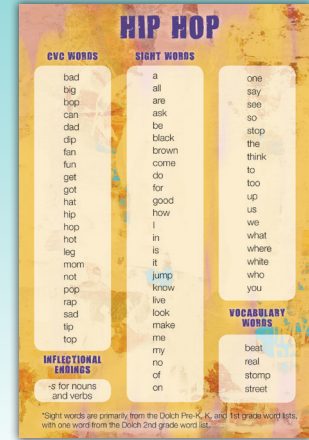 HIP HOP
CVC WORDS
bad
big
bop
can
dad
dip
fan
fun
get
got
hat
hip
hop
hot
leg
mom
not
pop
rap
sad
tip
top
INFLECTIONAL
ENDINGS
-s for nouns
and verbs
SIGHT WORDS
a
all
are
ask
be
black
brown
come
do
for
good
how
I
in
is
it
jump
know
live
look
make
me
my
no
of
on
one
say
see
so
stop
the
think
to
too
up
us
we
what
where
white
who
you
VOCABULARY
WORDS
beat
real
stomp
street
*Sight words are primarily from the Dolch Pre-K, K, and 1st grade word lists,
with one word from the Dolch 2nd grade word list.